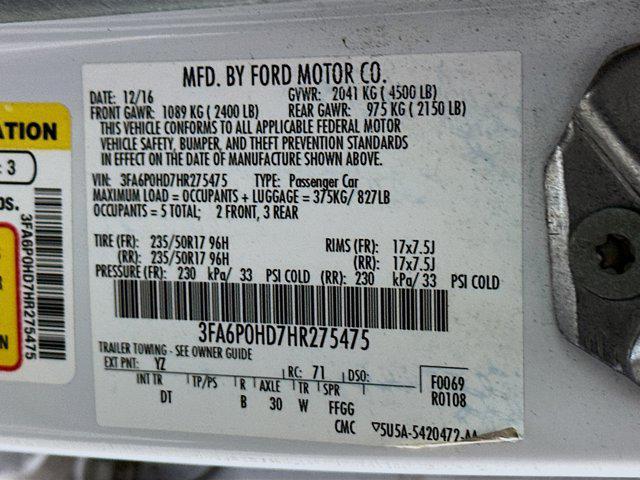 MFD. BY FORD MOTOR CO.
DATE: 12/16 GVWR: 2041 KG ( 4500 LB)
FRONT GAWR: 1089 KG ( 2400 LB) REAR GAWR: 975 KG ( 2150 LB)
THIS VEHICLE CONFORMS TO ALL APPLICABLE FEDERAL MOTOR
VEHICLE SAFETY, BUMPER, AND THEFT PREVENTION STANDARDS
IN EFFECT ON THE DATE OF MANUFACTURE SHOWN ABOVE.
VIN: 3FA6P0HD7HR275475 TYPE: Passenger Car
MAXIMUM LOAD = OCCUPANTS + LUGGAGE = 375KG/ 827LB
OCCUPANTS = 5 TOTAL; 2 FRONT, 3 REAR
TIRE (FR): 235/50R17 96H RIMS (FR): 17x7.5J
(RR): 235/50R17 96H (RR): 17x7.5J
PRESSURE (FR): 230 kPa/ 33 PSI COLD (RR): 230 kPa/ 33 PSI COLD
3FA6P0HD7HR275475
TRAILER TOWING - SEE OWNER GUIDE
EXT PNT: YZ RC: 71 DSO: F0069
INT TR TP/PS R AXLE TR SPR R0108
DT B 30 W FFGG
CMC ▽5U5A-5420472-AA
ATION
: 3
OS.
3FA6P0HD7HR275475